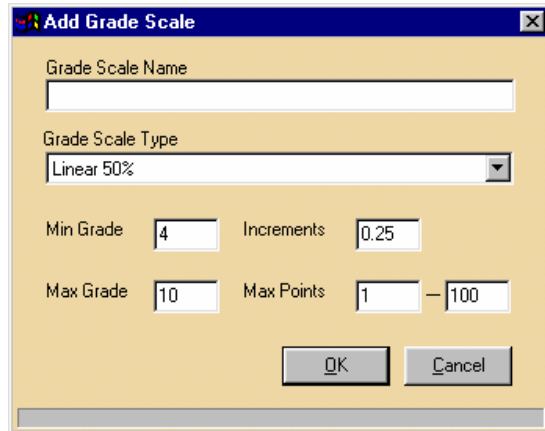 Add Grade Scale
Grade Scale Name
Grade Scale Type
Linear 50%
Min Grade 4 Increments 0.25
Max Grade 10 Max Points 1 – 100
OK Cancel